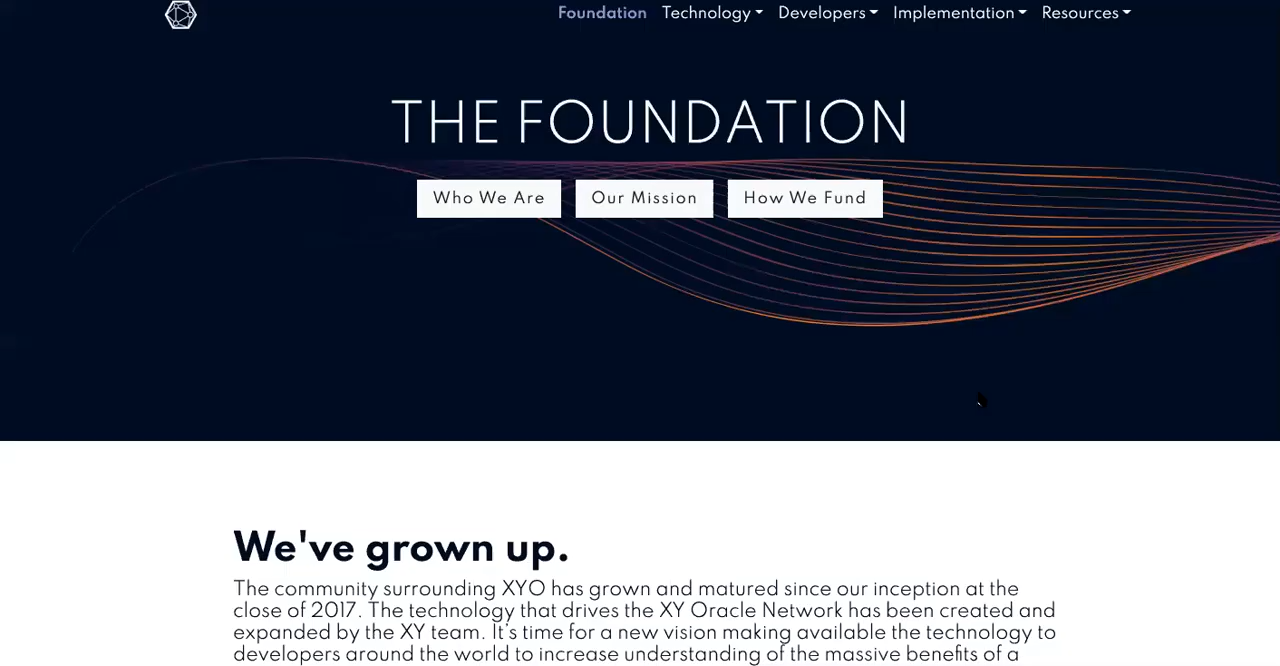 Foundation Technology Developers Implementation Resources
THE FOUNDATION
Who We Are Our Mission How We Fund
We've grown up.
The community surrounding XYO has grown and matured since our inception at the
close of 2017. The technology that drives the XY Oracle Network has been created and
expanded by the XY team. It's time for a new vision making available the technology to
developers around the world to increase understanding of the massive benefits of a